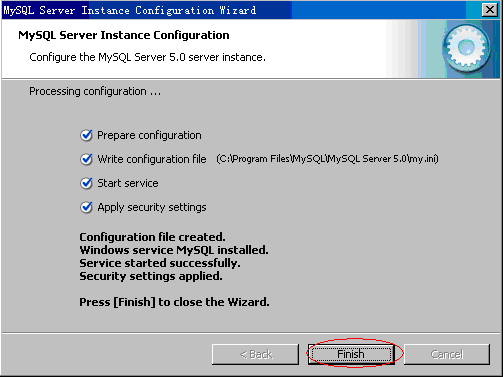 MySQL Server Instance Configuration Wizard
MySQL Server Instance Configuration
Configure the MySQL Server 5.0 server instance.
Processing configuration ...
Prepare configuration
Write configuration file (C:\Program Files\MySQL\MySQL Server 5.0\my.ini)
Start service
Apply security settings
Configuration file created.
Windows service MySQL installed.
Service started successfully.
Security settings applied.
Press [Finish] to close the Wizard.
< Back Finish Cancel